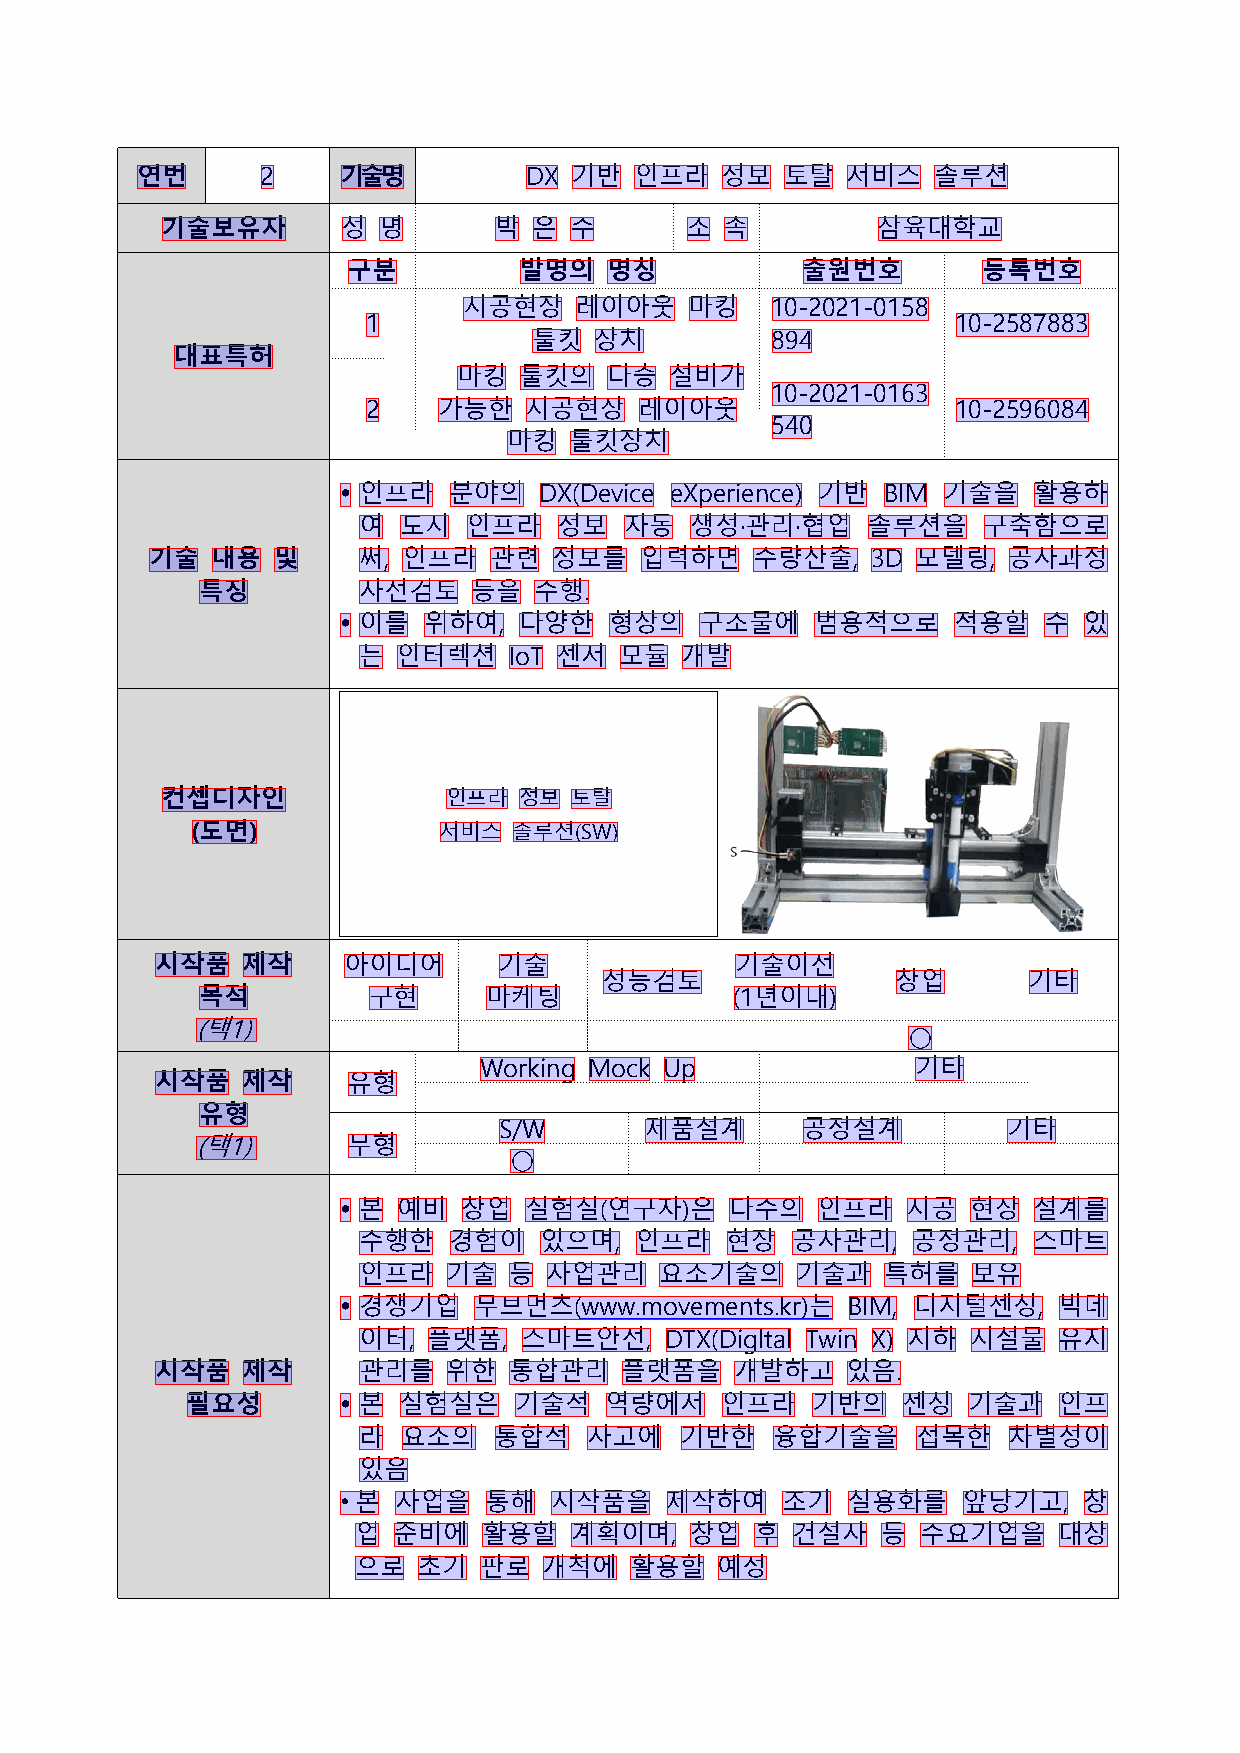 연번 2 기술명 DX 기반 인프라 정보 토탈 서비스 솔루션
기술보유자 성 명 박 은 수 소 속 삼육대학교
대표특허
구분 발명의 명칭 출원번호 등록번호
1 시공현장 레이아웃 마킹 툴킷 장치 10-2021-0158894 10-2587883
2 마킹 툴킷의 다중 설비가 가능한 시공현상 레이아웃 마킹 툴킷장치 10-2021-0163540 10-2596084
기술 내용 및
특징
• 인프라 분야의 DX(Device eXperience) 기반 BIM 기술을 활용하
여 도시 인프라 정보 자동 생성·관리·협업 솔루션을 구축함으로
써, 인프라 관련 정보를 입력하면 수량산출, 3D 모델링, 공사과정
사전검토 등을 수행.
• 이를 위하여, 다양한 형상의 구조물에 범용적으로 적용할 수 있
는 인터렉션 IoT 센서 모듈 개발
컨셉디자인
(도면)
인프라 정보 토탈
서비스 솔루션(SW)
S
시작품 제작
목적
(택1)
아이디어
구현
기술
마케팅
성능검토
기술이전
(1년이내)
창업
기타
○
시작품 제작
유형
(택1)
유형
Working Mock Up 기타
무형
S/W 제품설계 공정설계 기타
○
시작품 제작
필요성
• 본 예비 창업 실험실(연구자)은 다수의 인프라 시공 현상 설계를
수행한 경험이 있으며, 인프라 현장 공사관리, 공정관리, 스마트
인프라 기술 등 사업관리 요소기술의 기술과 특허를 보유
• 경쟁기업 무브먼츠(www.movements.kr)는 BIM, 디지털센싱, 빅데
이터, 플랫폼, 스마트안전, DTX(DigItal Twin X) 지하 시설물 유지
관리를 위한 통합관리 플랫폼을 개발하고 있음.
• 본 실험실은 기술적 역량에서 인프라 기반의 센싱 기술과 인프
라 요소의 통합적 사고에 기반한 융합기술을 접목한 차별성이
있음
• 본 사업을 통해 시작품을 제작하여 조기 실용화를 앞당기고, 창
업 준비에 활용할 계획이며, 창업 후 건설사 등 수요기업을 대상
으로 초기 판로 개척에 활용할 예정